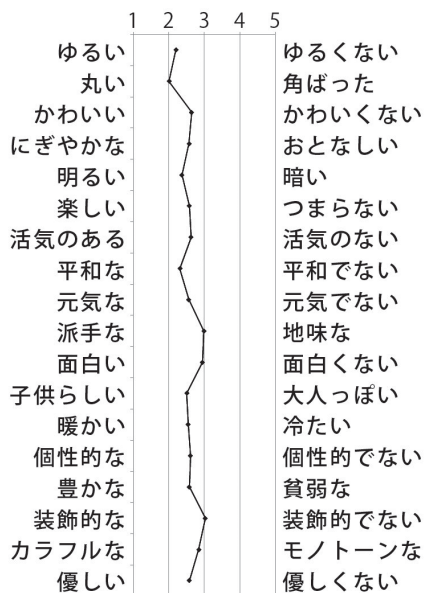 1 2 3 4 5
ゆるい ゆるくない
丸い 角ばった
かわいい かわいくない
にぎやかな おとなしい
明るい 暗い
楽しい つまらない
活気のある 活気のない
平和な 平和でない
元気な 元気でない
派手な 地味な
面白い 面白くない
子供らしい 大人っぽい
暖かい 冷たい
個性的な 個性的でない
豊かな 貧弱な
装飾的な 装飾的でない
カラフルな モノトーンな
優しい 優しくない